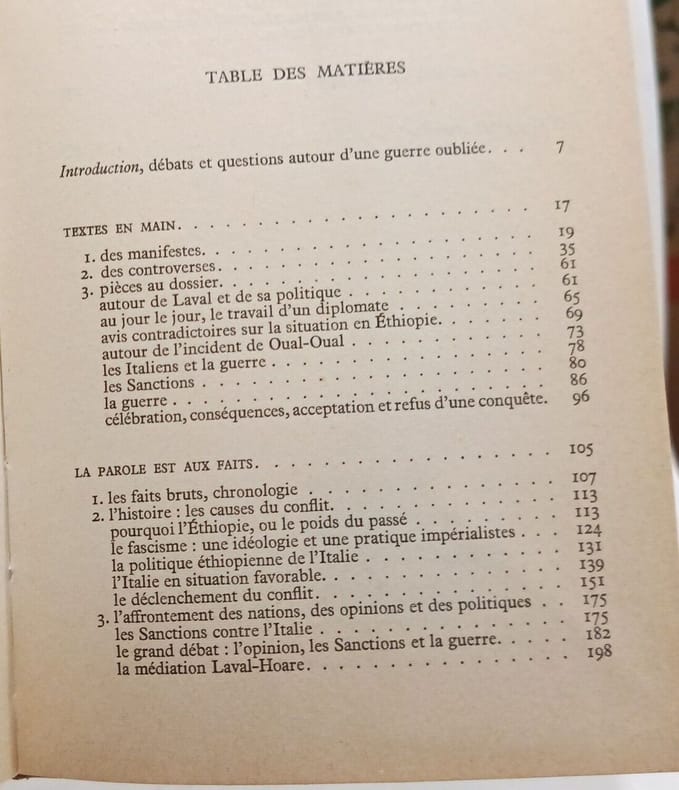 TABLE DES MATIÈRES
Introduction, débats et questions autour d'une guerre oubliée. . . 7
TEXTES EN MAIN. . . . . . . . . . . . . . . . . . . . 17
1. des manifestes. . . . . . . . . . . . . . . . . . . 19
2. des controverses. . . . . . . . . . . . . . . . . . 35
3. pièces au dossier. . . . . . . . . . . . . . . . . . 61
autour de Laval et de sa politique . . . . . . . . . . 61
au jour le jour, le travail d'un diplomate . . . . . . . 65
avis contradictoires sur la situation en Éthiopie. . . . . . 69
autour de l'incident de Oual-Oual . . . . . . . . . . 73
les Italiens et la guerre . . . . . . . . . . . . . . 78
les Sanctions . . . . . . . . . . . . . . . . . . 80
la guerre . . . . . . . . . . . . . . . . . . . 86
célébration, conséquences, acceptation et refus d'une conquête. 96
LA PAROLE EST AUX FAITS. . . . . . . . . . . . . . . . 105
1. les faits bruts, chronologie . . . . . . . . . . . . . 107
2. l'histoire : les causes du conflit. . . . . . . . . . . . 113
pourquoi l'Éthiopie, ou le poids du passé . . . . . . . . 113
le fascisme : une idéologie et une pratique impérialistes . . . 124
la politique éthiopienne de l'Italie . . . . . . . . . . 131
l'Italie en situation favorable. . . . . . . . . . . . 139
le déclenchement du conflit. . . . . . . . . . . . . 151
3. l'affrontement des nations, des opinions et des politiques . . 175
les Sanctions contre l'Italie . . . . . . . . . . . . 175
le grand débat : l'opinion, les Sanctions et la guerre. . . . . 182
la médiation Laval-Hoare. . . . . . . . . . . . . . 198